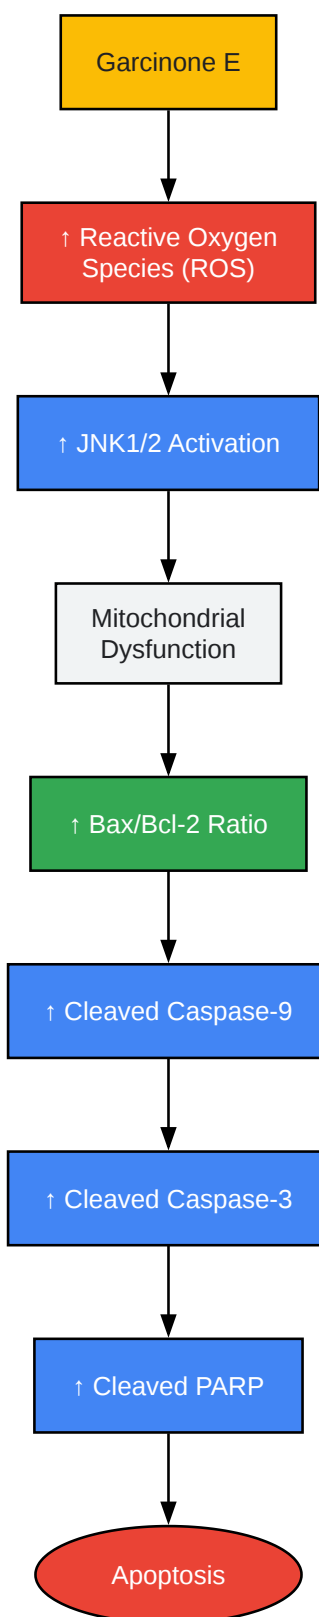 Garcinone E
↑ Reactive Oxygen
Species (ROS)
↑ JNK1/2 Activation
Mitochondrial
Dysfunction
↑ Bax/Bcl-2 Ratio
↑ Cleaved Caspase-9
↑ Cleaved Caspase-3
↑ Cleaved PARP
Apoptosis